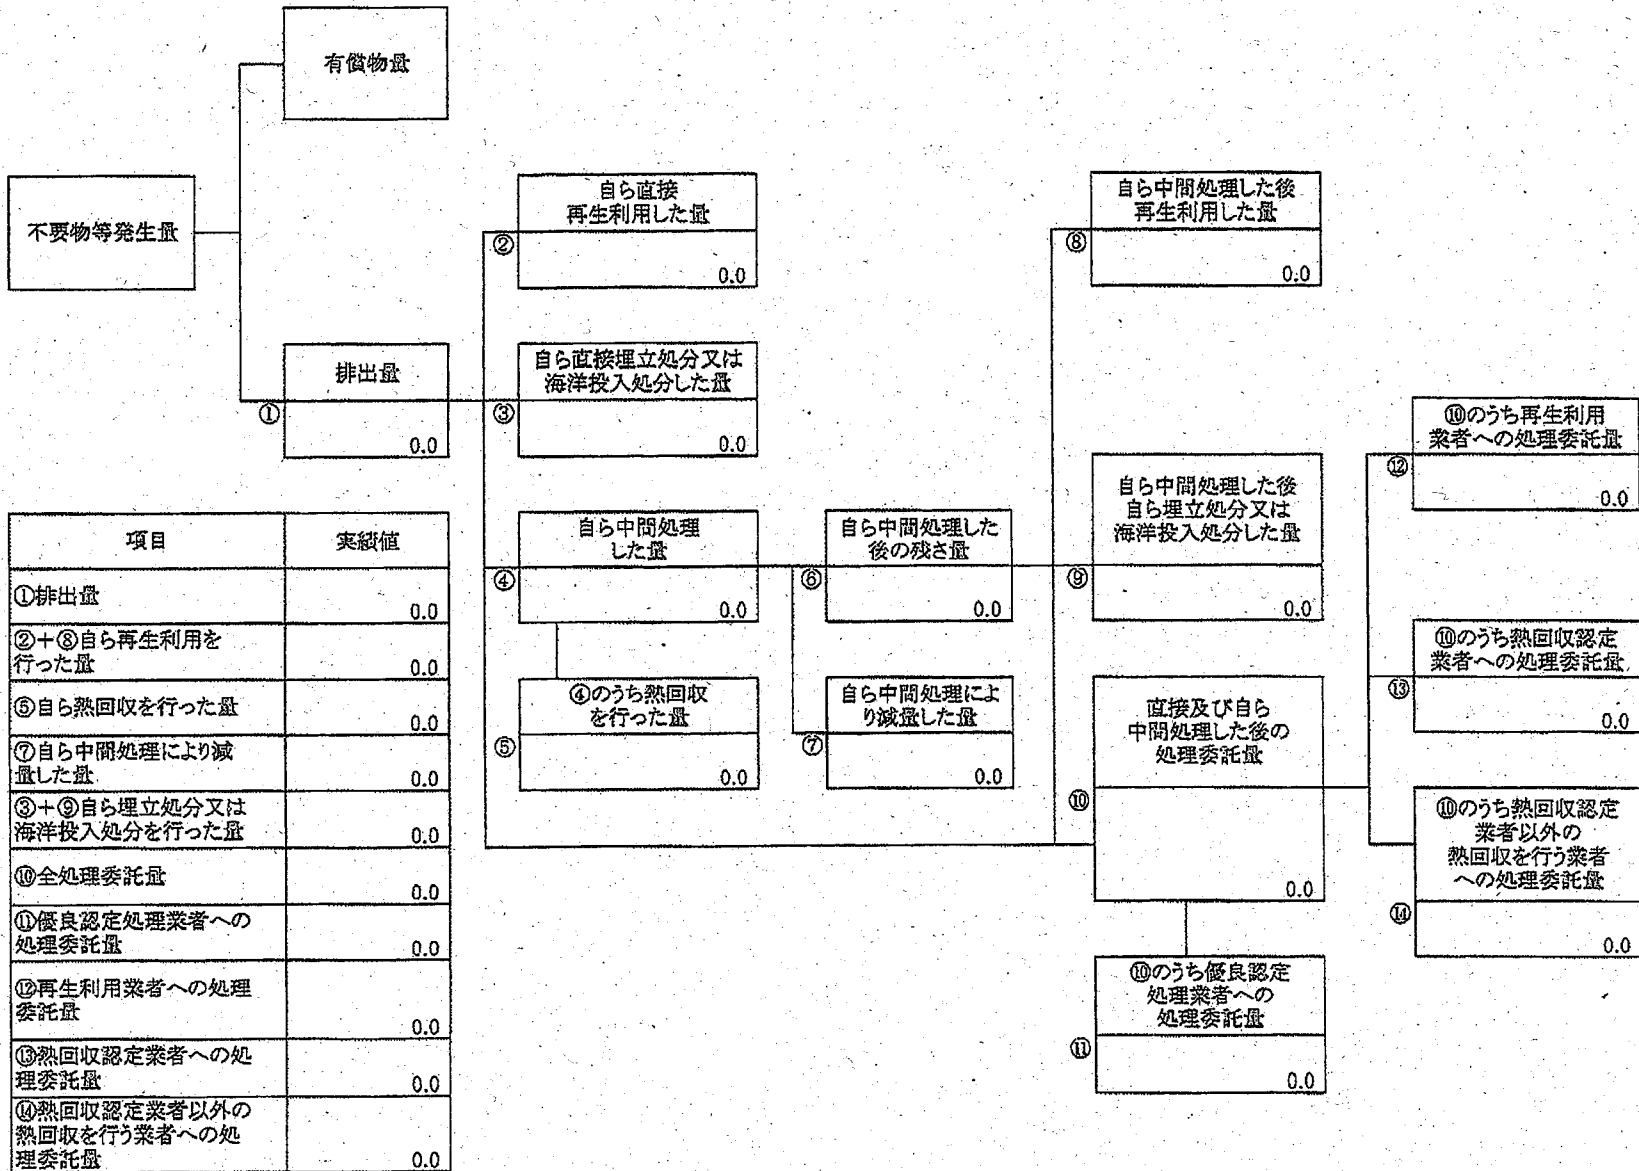 有償物量
不要物等発生量
排出量
①
0.0
自ら直接
再生利用した量
②
0.0
自ら直接埋立処分又は
海洋投入処分した量
③
0.0
自ら中間処理
した量
④
0.0
④のうち熱回収
を行った量
⑤
0.0
自ら中間処理した
後の残さ量
⑥
0.0
自ら中間処理によ
り減量した量
⑦
0.0
自ら中間処理した後
再生利用した量
⑧
0.0
自ら中間処理した後
自ら埋立処分又は
海洋投入処分した量
⑨
0.0
直接及び自ら
中間処理した後の
処理委託量
⑩
0.0
⑩のうち優良認定
処理業者への
処理委託量
⑪
0.0
⑩のうち再生利用
業者への処理委託量
⑫
0.0
⑩のうち熱回収認定
業者への処理委託量
⑬
0.0
⑩のうち熱回収認定
業者以外の
熱回収を行う業者
への処理委託量
⑭
0.0
項目 実績値
①排出量 0.0
②+⑧自ら再生利用を
行った量 0.0
⑤自ら熱回収を行った量 0.0
⑦自ら中間処理により減
量した量 0.0
③+⑨自ら埋立処分又は
海洋投入処分を行った量 0.0
⑩全処理委託量 0.0
⑪優良認定処理業者への
処理委託量 0.0
⑫再生利用業者への処理
委託量 0.0
⑬熱回収認定業者への処
理委託量 0.0
⑭熱回収認定業者以外の
熱回収を行う業者への処
理委託量 0.0